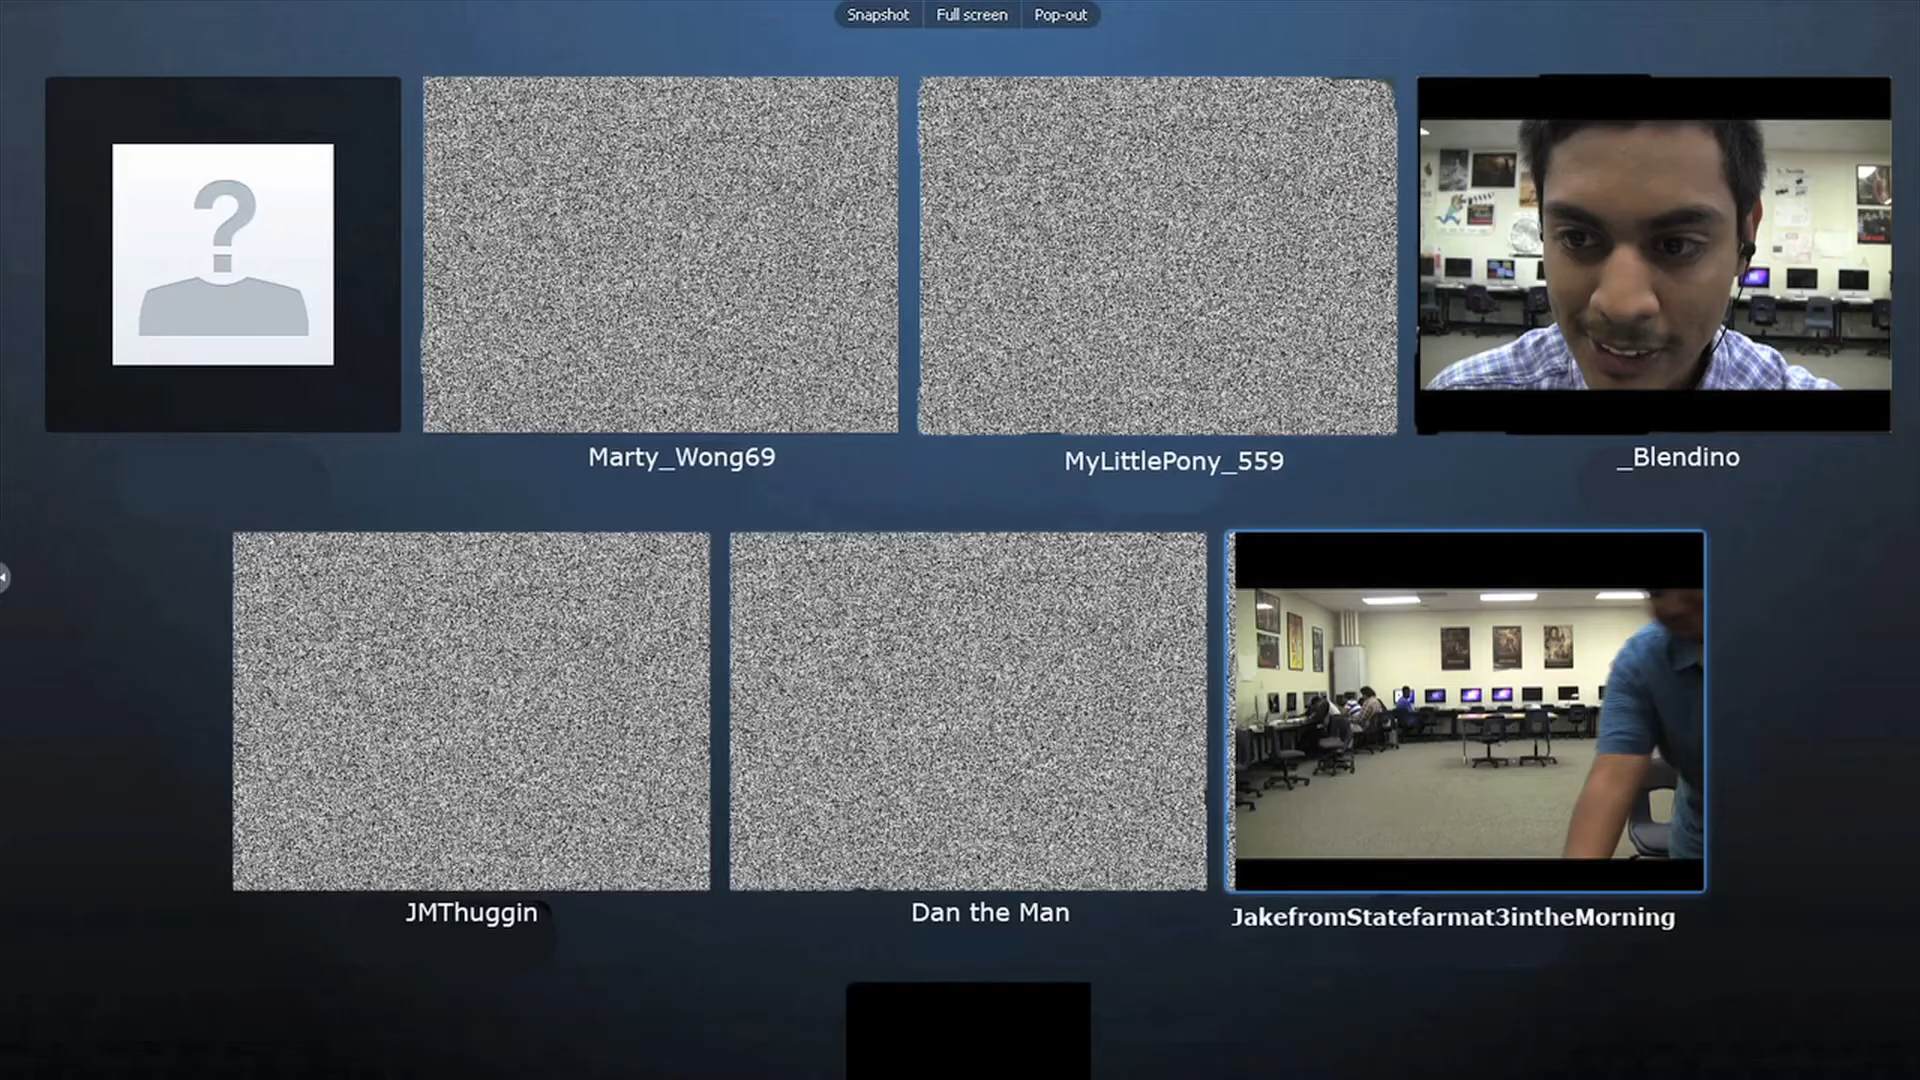 Snapshot
Full screen
Pop-out
?
Marty_Wong69
MyLittlePony_559
_Blendino
JMThuggin
Dan the Man
JakefromStatefarmat3intheMorning